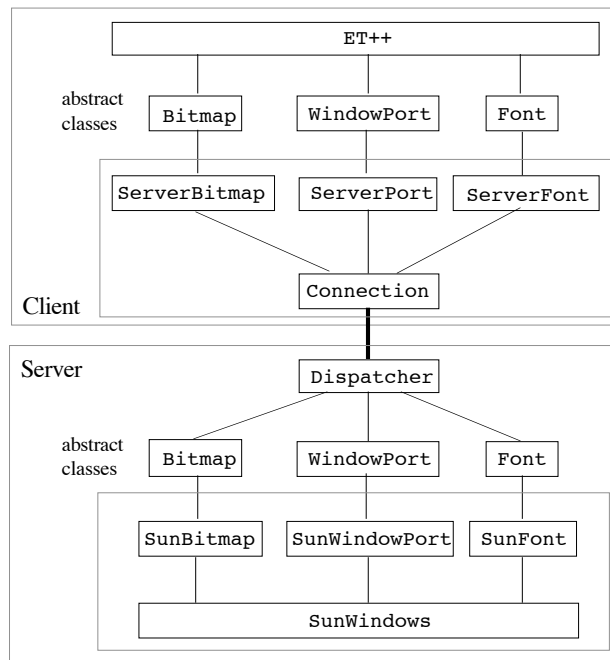 ET++
abstract
classes
Bitmap
WindowPort
Font
ServerBitmap
ServerPort
ServerFont
Connection
Client
Server
Dispatcher
abstract
classes
Bitmap
WindowPort
Font
SunBitmap
SunWindowPort
SunFont
SunWindows